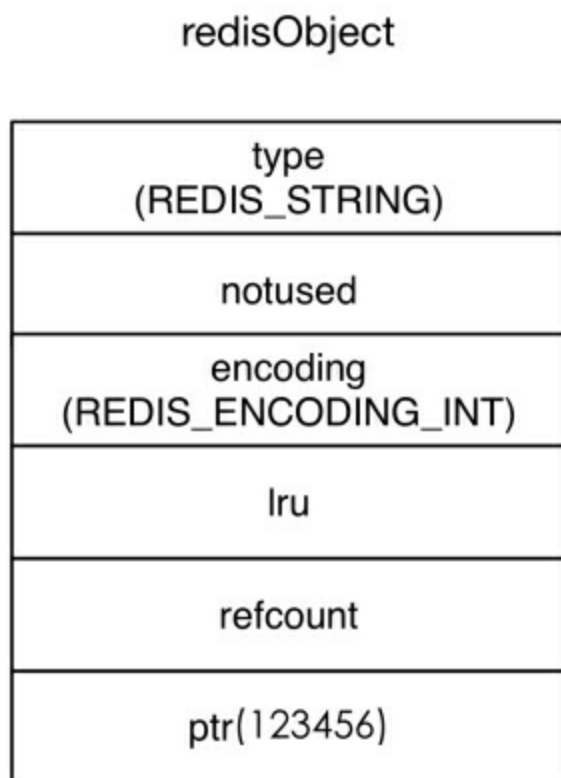 redisObject
type
(REDIS_STRING)
notused
encoding
(REDIS_ENCODING_INT)
lru
refcount
ptr(123456)